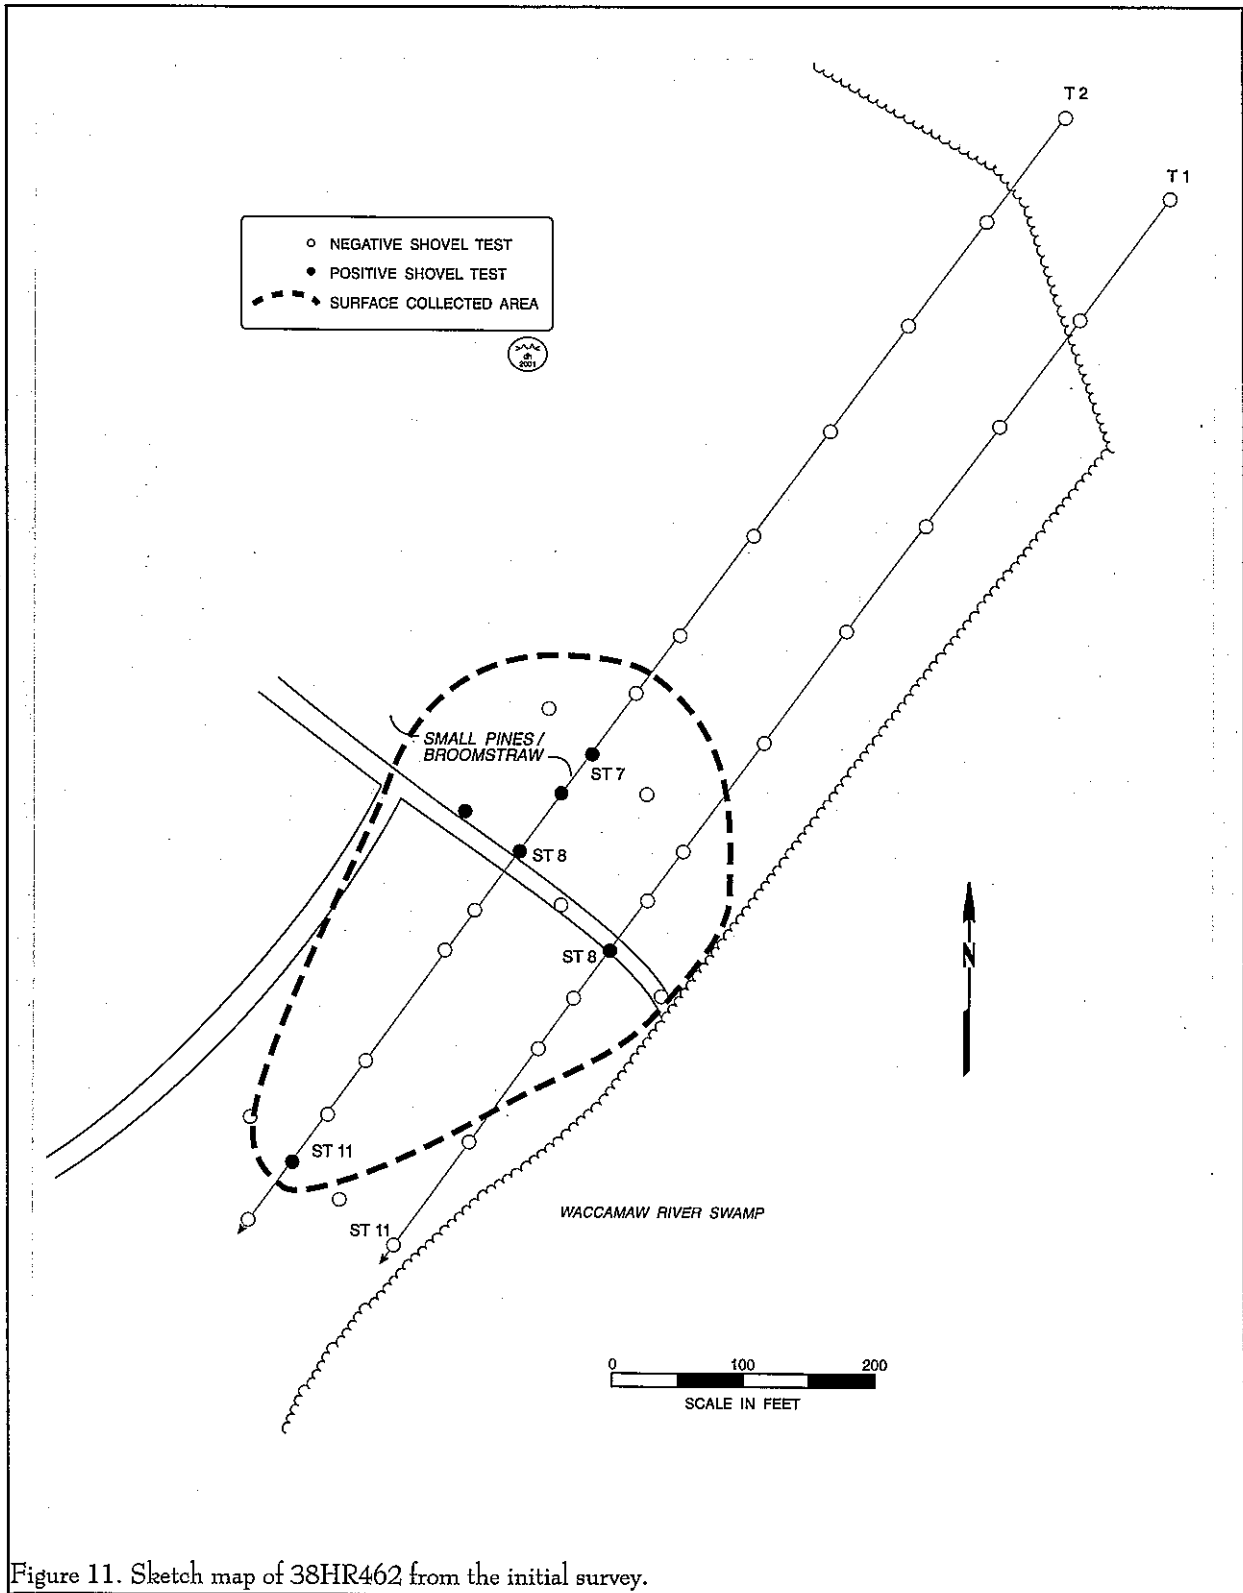 T 2
T 1
NEGATIVE SHOVEL TEST
POSITIVE SHOVEL TEST
SURFACE COLLECTED AREA
dh
2001
SMALL PINES /
BROOMSTRAW
ST 7
ST 8
ST 8
N
ST 11
ST 11
WACCAMAW RIVER SWAMP
0 100 200
SCALE IN FEET
Figure 11. Sketch map of 38HR462 from the initial survey.